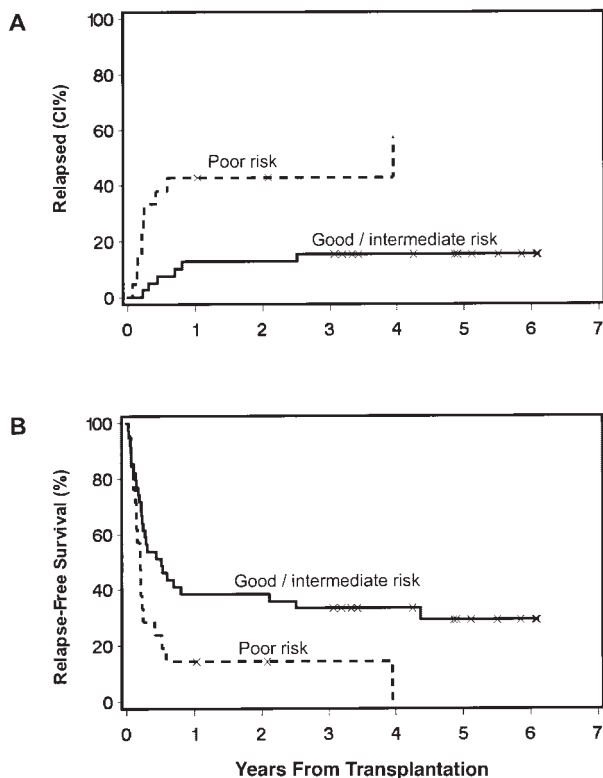 A
100
80
60
40
20
0
Relapsed (CI%)
Poor risk
Good / intermediate risk
0 1 2 3 4 5 6 7
B
100
80
60
40
20
0
Relapse-Free Survival (%)
Good / intermediate risk
Poor risk
0 1 2 3 4 5 6 7
Years From Transplantation